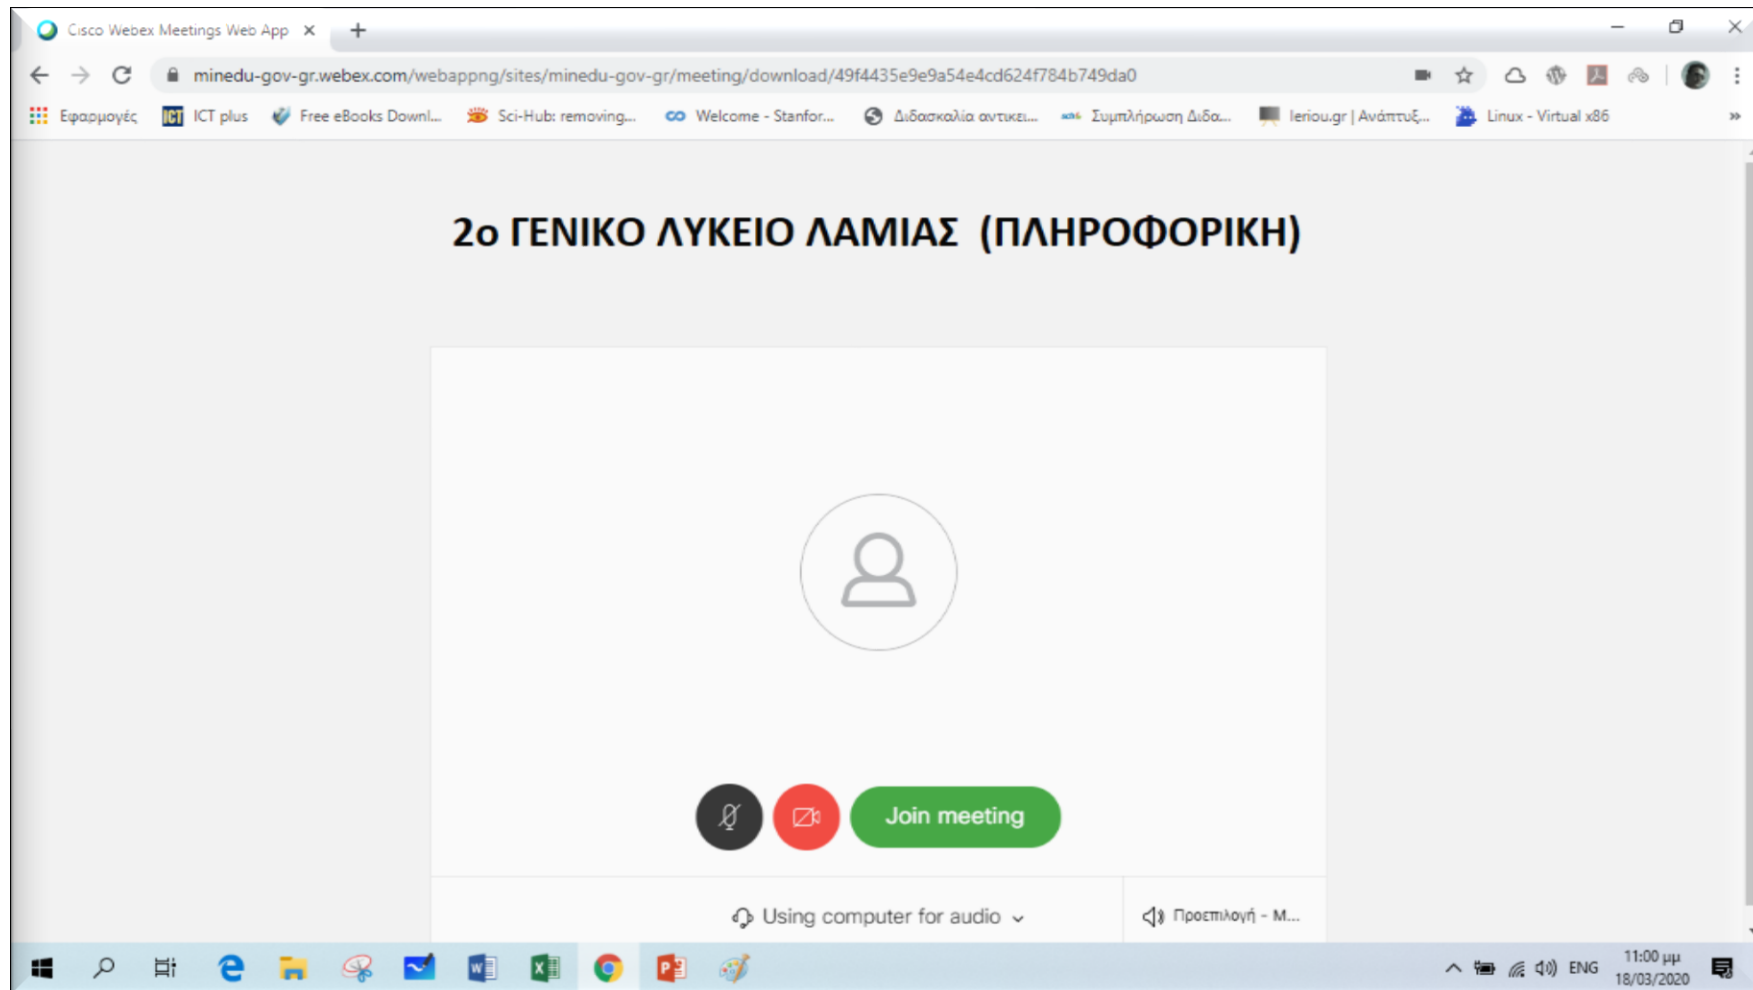 Cisco Webex Meetings Web App
minedu-gov-gr.webex.com/webappng/sites/minedu-gov-gr/meeting/download/49f4435e9e9a54e4cd624f784b749da0
Εφαρμογές ICT ICT plus Free eBooks Downl... Sci-Hub: removing... Welcome - Stanfor... Διδασκαλία αντικει... Συμπλήρωση Διδα... Ieriou.gr | Ανάπτυξ... Linux - Virtual x86 »
2ο ΓΕΝΙΚΟ ΛΥΚΕΙΟ ΛΑΜΙΑΣ (ΠΛΗΡΟΦΟΡΙΚΗ)
Join meeting
Using computer for audio
Προεπιλογή - M...
ENG
11:00 μμ
18/03/2020